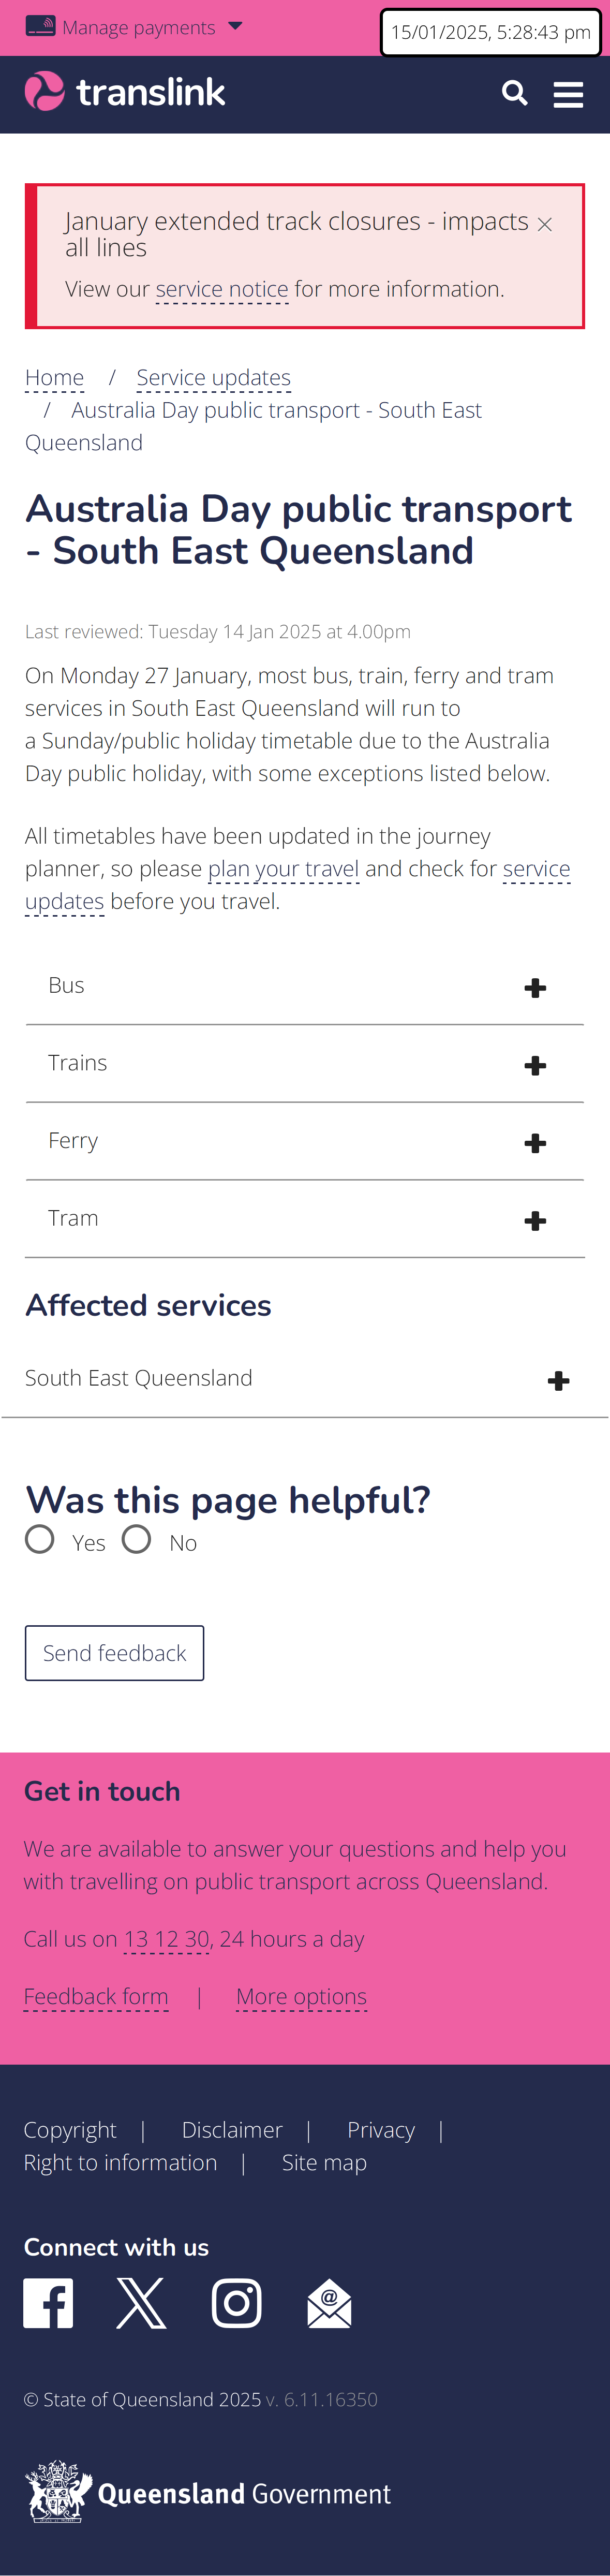 Manage payments
15/01/2025, 5:28:43 pm
translink
January extended track closures - impacts
all lines
View our service notice for more information.
Home / Service updates
/ Australia Day public transport - South East
Queensland
Australia Day public transport
- South East Queensland
Last reviewed: Tuesday 14 Jan 2025 at 4.00pm
On Monday 27 January, most bus, train, ferry and tram
services in South East Queensland will run to
a Sunday/public holiday timetable due to the Australia
Day public holiday, with some exceptions listed below.
All timetables have been updated in the journey
planner, so please plan your travel and check for service
updates before you travel.
Bus
Trains
Ferry
Tram
Affected services
South East Queensland
Was this page helpful?
Yes No
Send feedback
Get in touch
We are available to answer your questions and help you
with travelling on public transport across Queensland.
Call us on 13 12 30, 24 hours a day
Feedback form | More options
Copyright | Disclaimer | Privacy |
Right to information | Site map
Connect with us
© State of Queensland 2025 v. 6.11.16350
Queensland Government